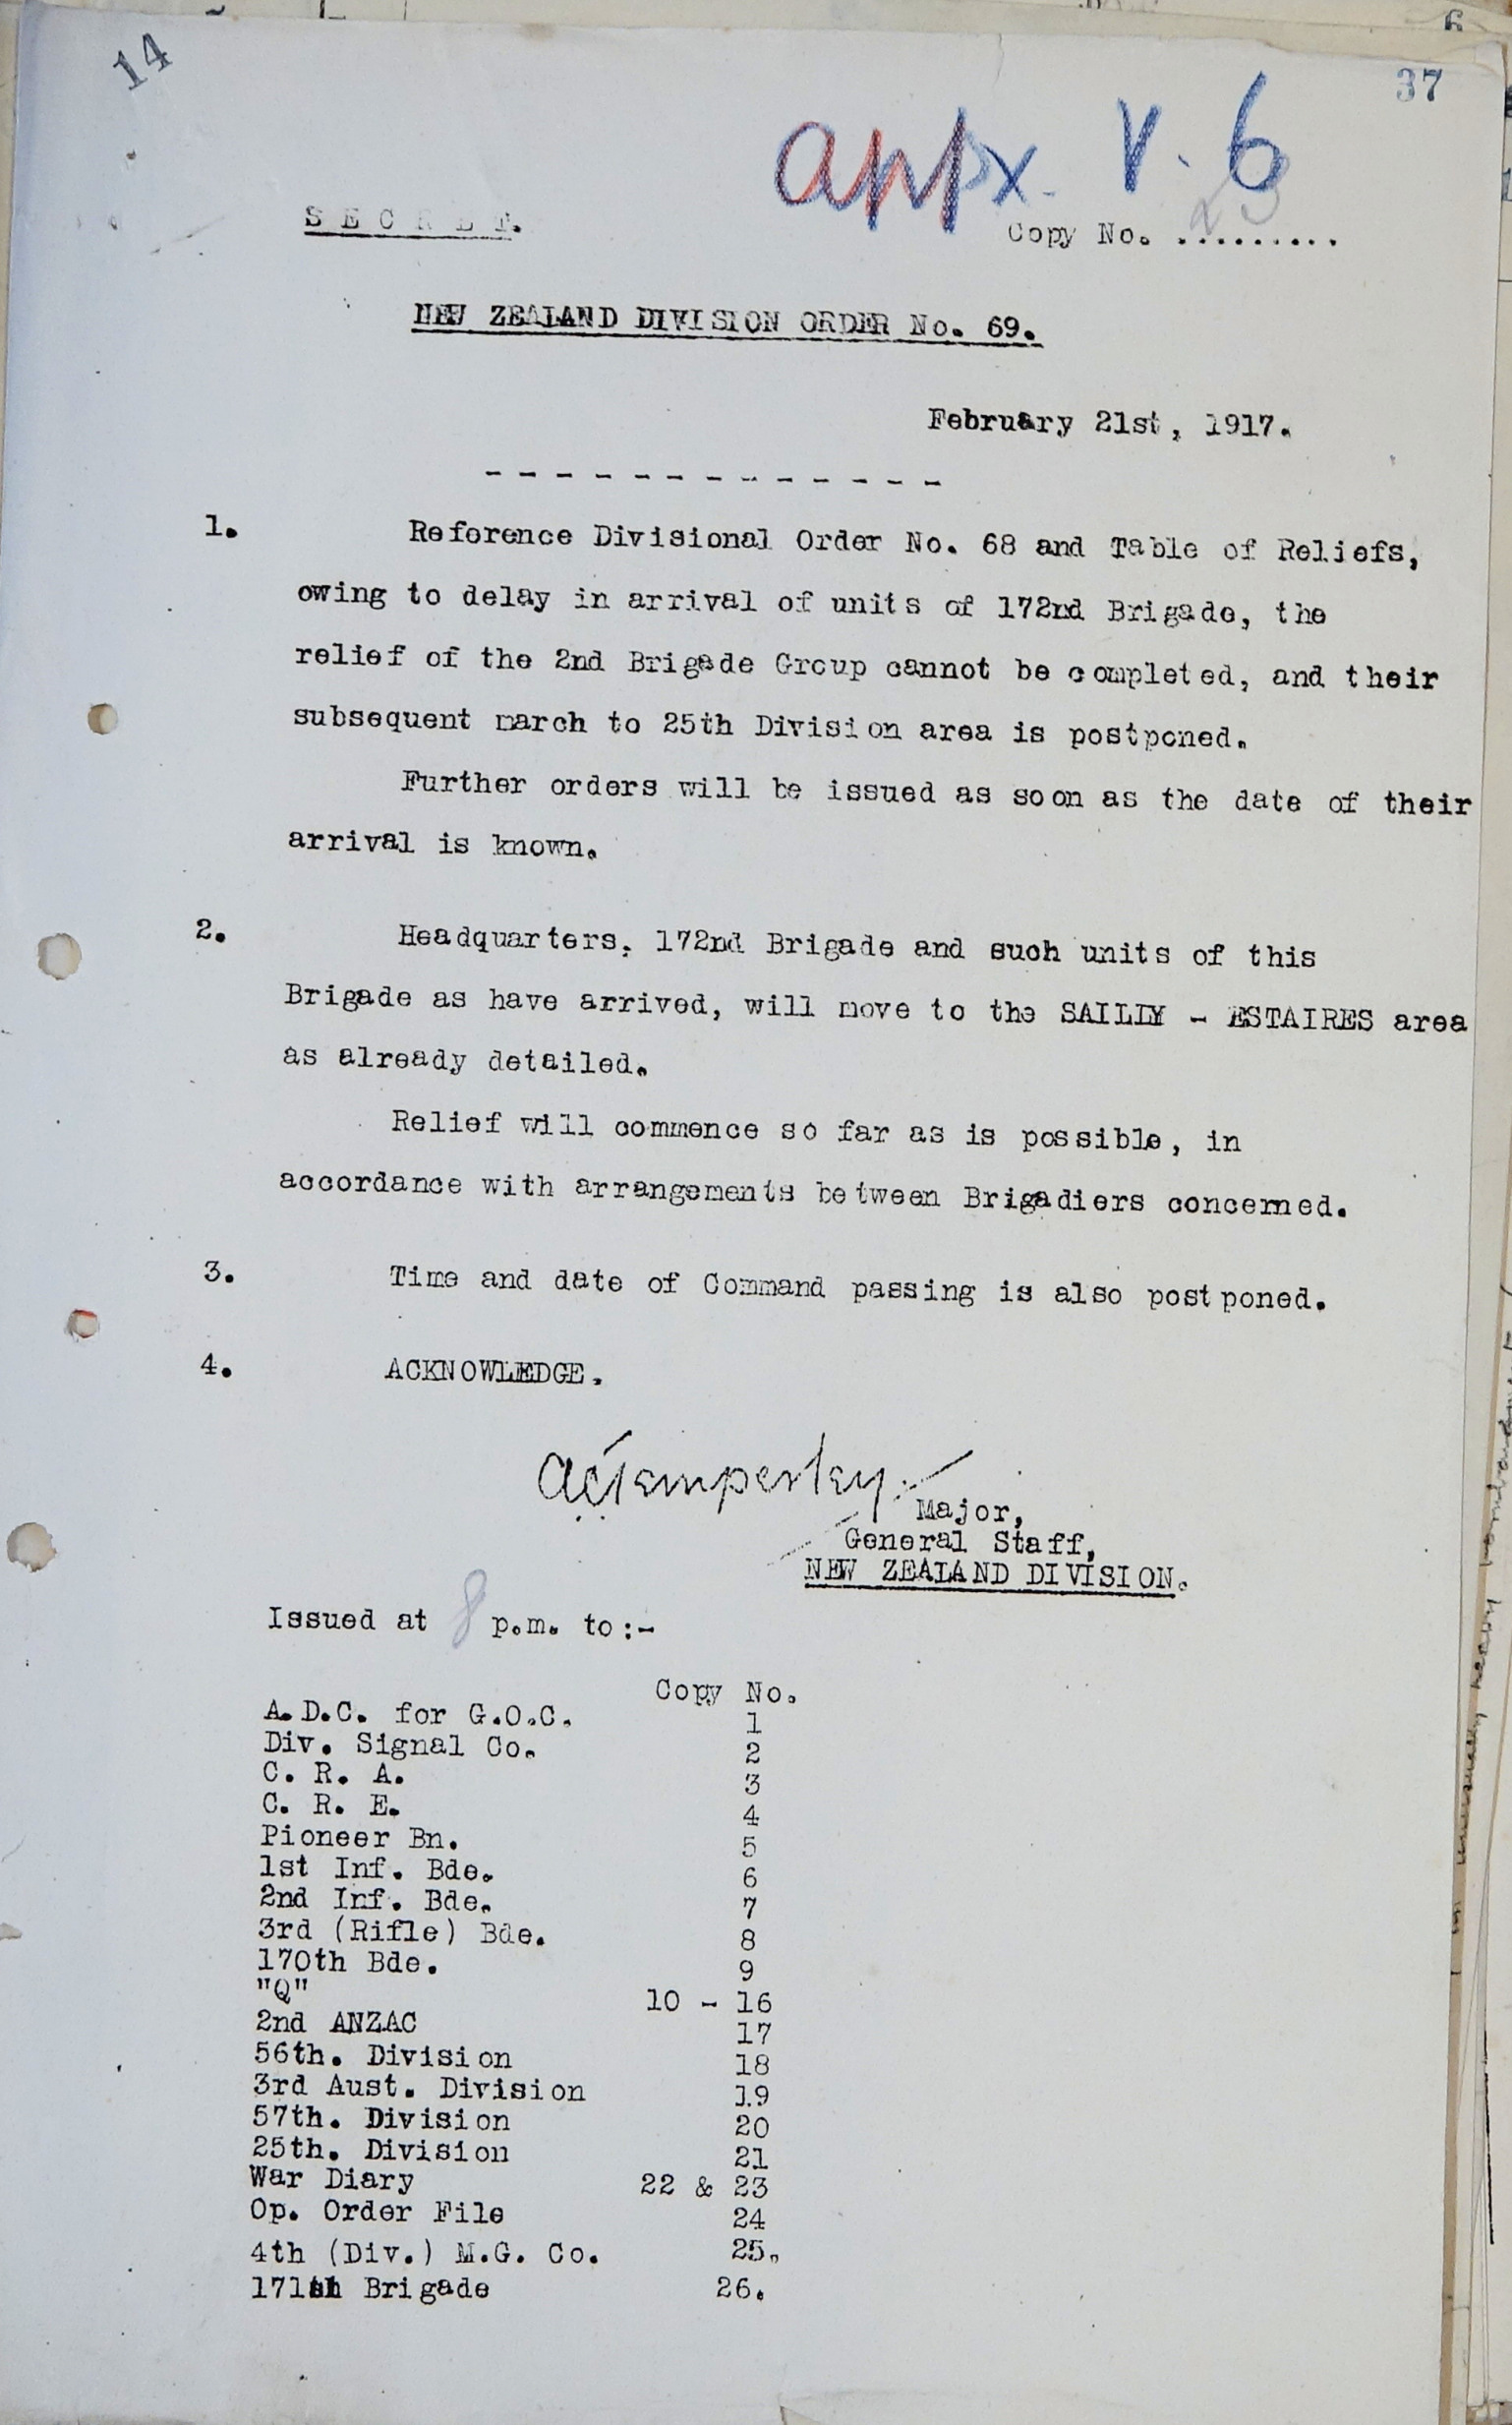 14
37
appx. V. 6
S E C R E T.
Copy No. .........
23
NEW ZEALAND DIVISION ORDER No. 69.
February 21st, 1917.
- - - - - - - - - - - - -
1. Reference Divisional Order No. 68 and Table of Reliefs,
owing to delay in arrival of units of 172nd Brigade, the
relief of the 2nd Brigade Group cannot be completed, and their
subsequent march to 25th Division area is postponed.
Further orders will be issued as soon as the date of their
arrival is known.
2. Headquarters, 172nd Brigade and such units of this
Brigade as have arrived, will move to the SAILLY - ESTAIRES area
as already detailed.
Relief will commence so far as is possible, in
accordance with arrangements between Brigadiers concerned.
3. Time and date of Command passing is also postponed.
4. ACKNOWLEDGE.
ACTemperley
Major,
General Staff,
NEW ZEALAND DIVISION.
Issued at 8 p.m. to :-
Copy No.
A.D.C. for G.O.C. 1
Div. Signal Co. 2
C. R. A. 3
C. R. E. 4
Pioneer Bn. 5
1st Inf. Bde. 6
2nd Inf. Bde. 7
3rd (Rifle) Bde. 8
170th Bde. 9
"Q" 10 - 16
2nd ANZAC 17
56th. Division 18
3rd Aust. Division 19
57th. Division 20
25th. Division 21
War Diary 22 & 23
Op. Order File 24
4th (Div.) M.G. Co. 25.
171st Brigade 26.